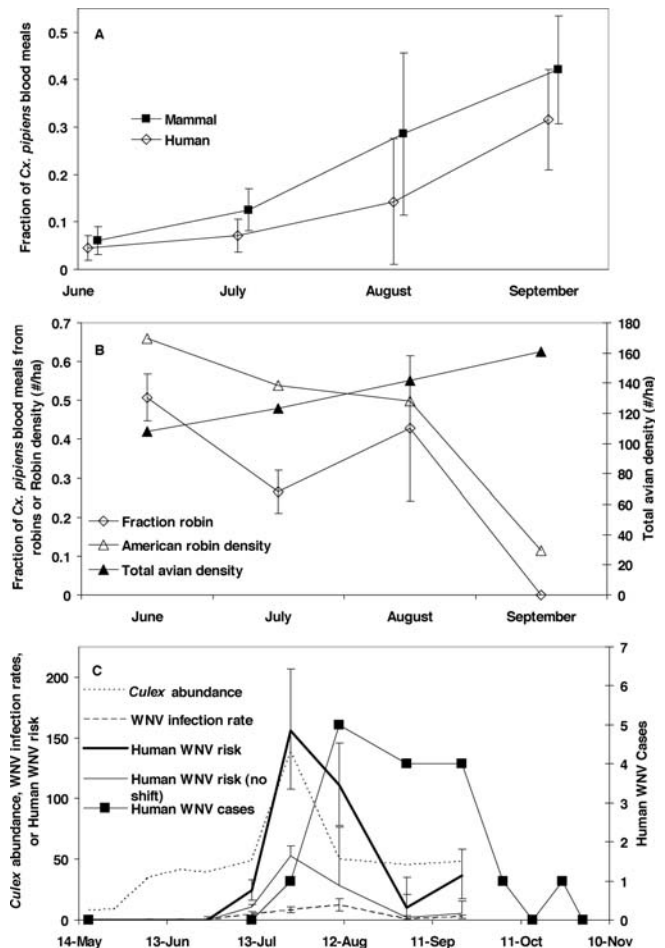 A
0.5
0.4
0.3
0.2
0.1
0
Fraction of Cx. pipiens blood meals
Mammal
Human
June July August September
B
0.7
0.6
0.5
0.4
0.3
0.2
0.1
0
Fraction of Cx. pipiens blood meals from
robins or Robin density (#/ha)
180
160
140
120
100
80
60
40
20
0
Total avian density (#/ha)
Fraction robin
American robin density
Total avian density
June July August September
C
200
150
100
50
0
Culex abundance, WNV infection rates,
or Human WNV risk
7
6
5
4
3
2
1
0
Human WNV Cases
Culex abundance
WNV infection rate
Human WNV risk
Human WNV risk (no
shift)
Human WNV cases
14-May 13-Jun 13-Jul 12-Aug 11-Sep 11-Oct 10-Nov